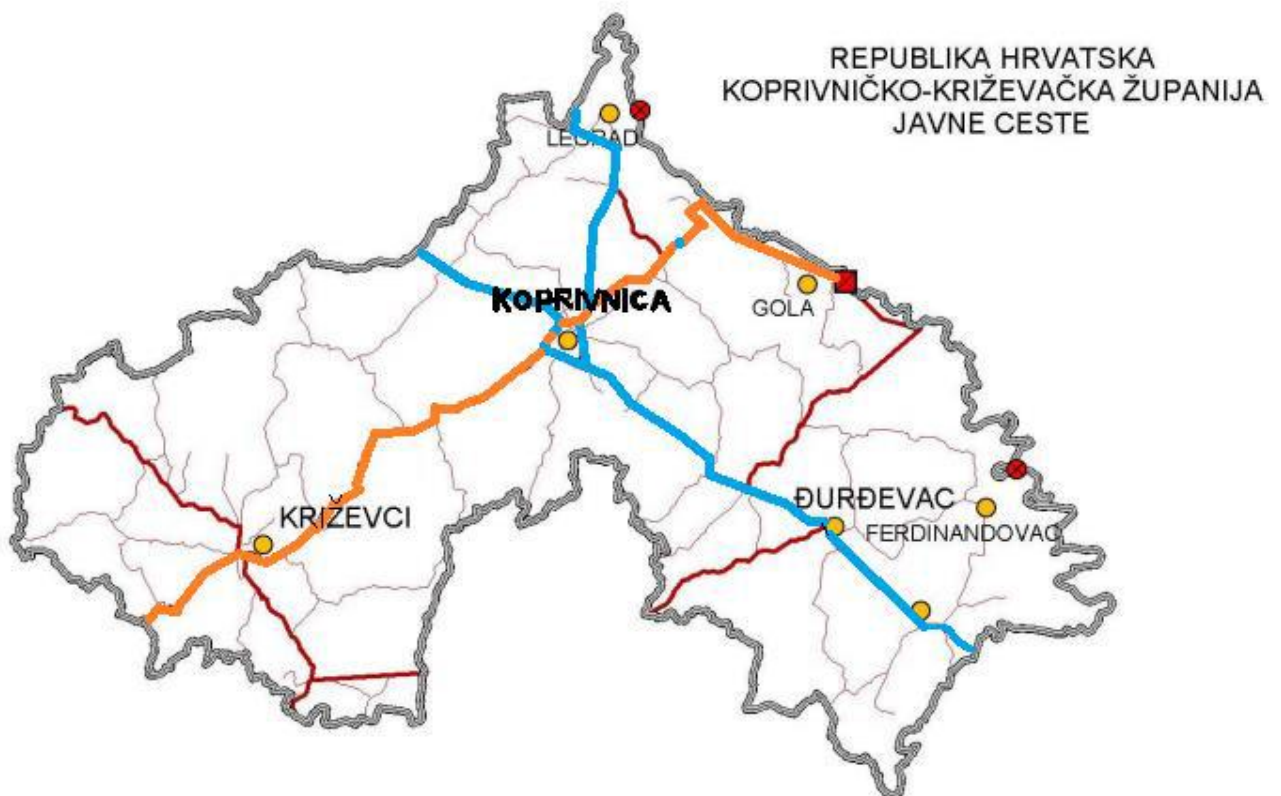 REPUBLIKA HRVATSKA
KOPRIVNIČKO-KRIŽEVAČKA ŽUPANIJA
JAVNE CESTE
LEGRAD
KOPRIVNICA
GOLA
ĐURĐEVAC
KRIŽEVCI
FERDINANDOVAC